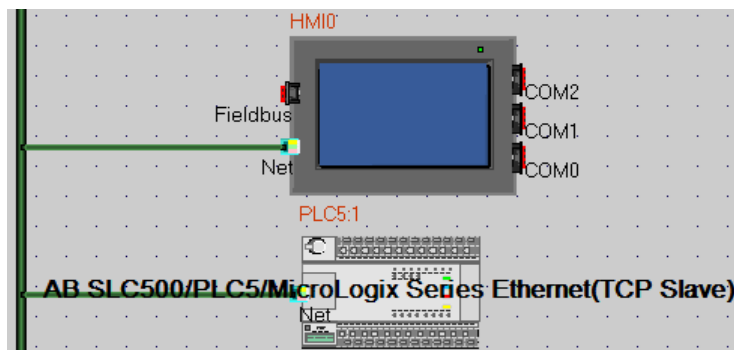 HMI0
COM2
Fieldbus
COM1
Net
COM0
PLC5:1
AB SLC500/PLC5/MicroLogix Series Ethernet(TCP Slave)
Net